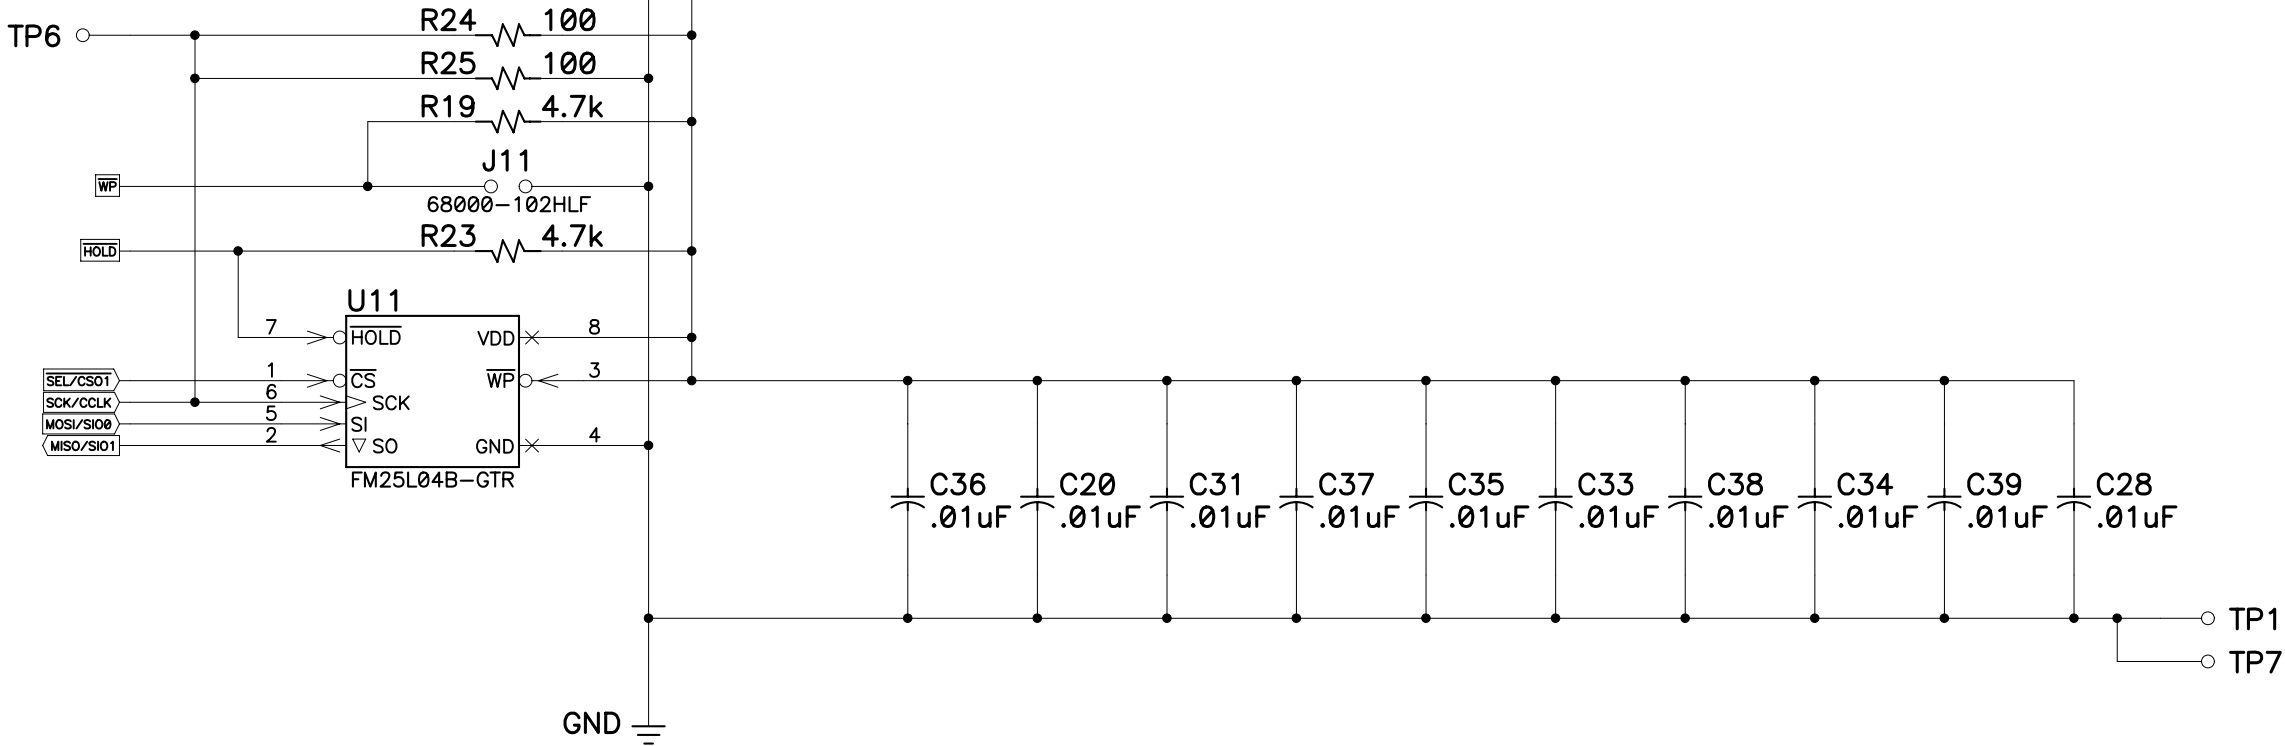 R24 100
TP6
R25 100
R19 4.7k
J11
WP
68000-102HLF
R23 4.7k
HOLD
U11
7 HOLD VDD 8
SEL/CSO1 1 CS WP 3
SCK/CCLK 6 SCK
MOSI/SIO0 5 SI
MISO/SIO1 2 SO GND 4
FM25L04B-GTR
C36 C20 C31 C37 C35 C33 C38 C34 C39 C28
.01uF .01uF .01uF .01uF .01uF .01uF .01uF .01uF .01uF .01uF
TP1
TP7
GND